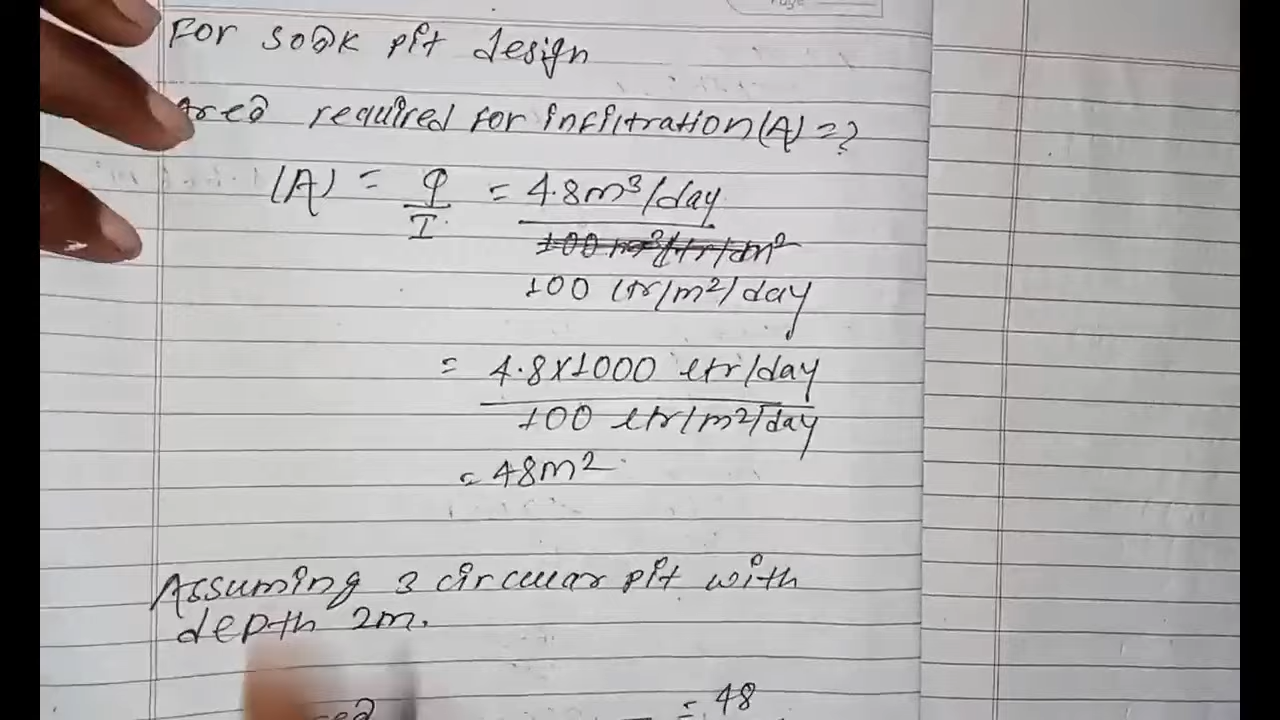 For soak pit design
Area required for infiltration (A) = ?
(A) = Q/I = 4.8m³/day
100 ltr/m²/day
= 4.8x1000 ltr/day
100 ltr/m²/day
= 48m²
Assuming 3 circular pit with
depth 2m.
= 48